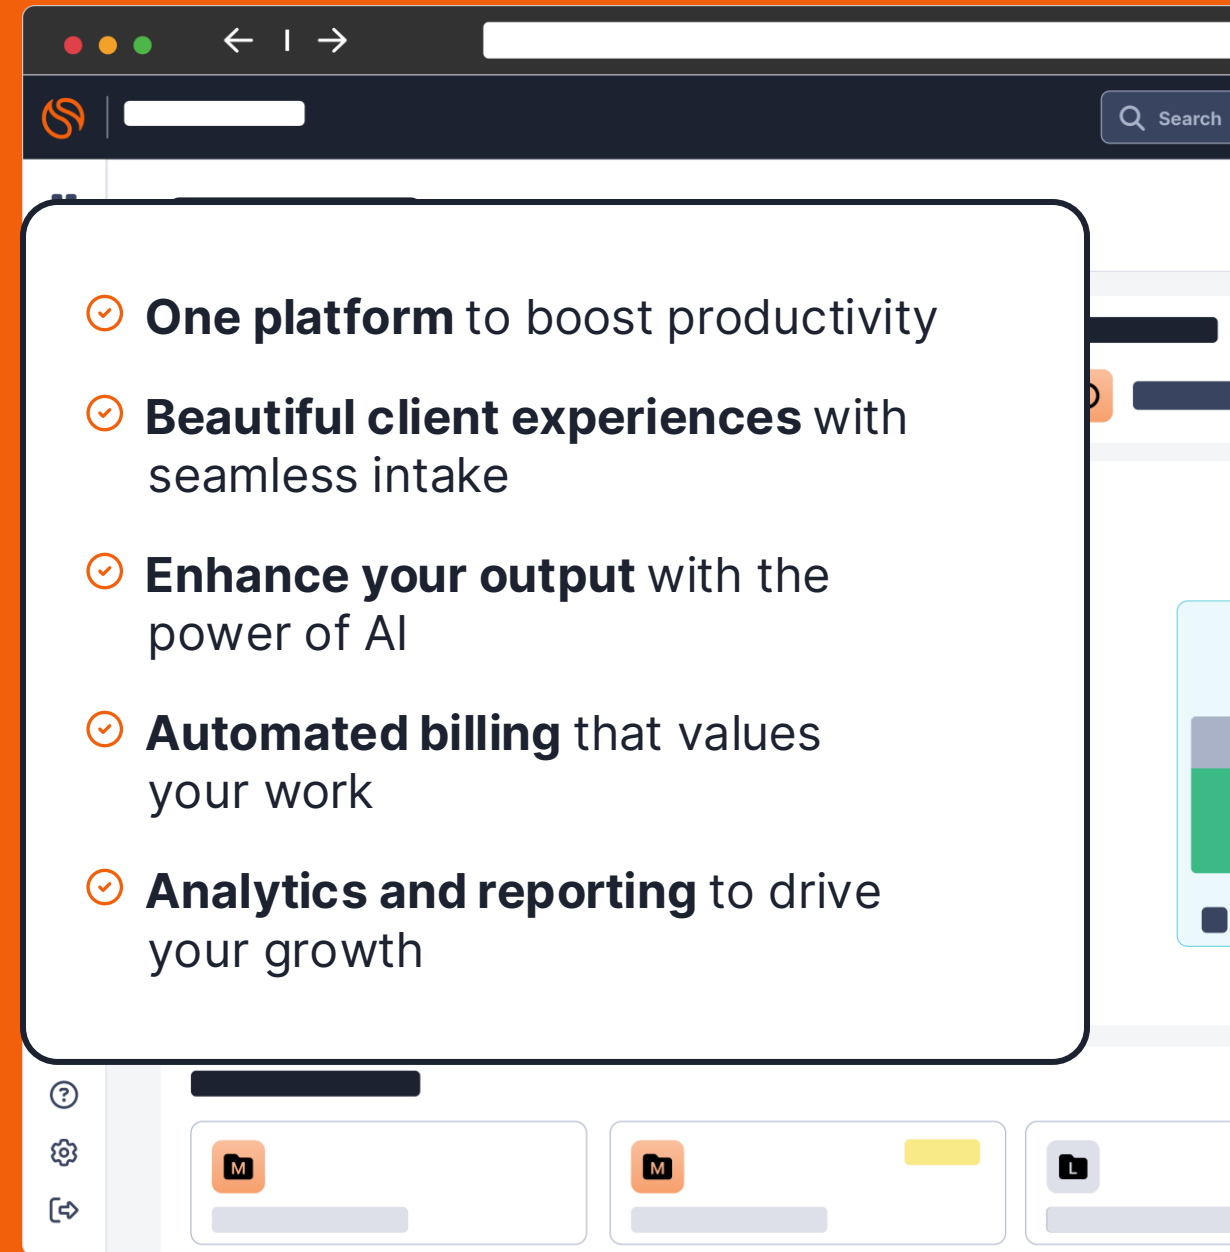 Search
One platform to boost productivity
Beautiful client experiences with
seamless intake
Enhance your output with the
power of AI
Automated billing that values
your work
Analytics and reporting to drive
your growth
?
M
M
L